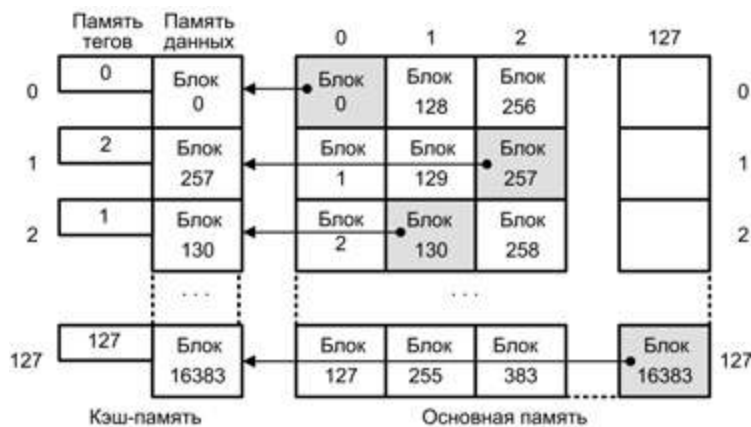 Память тегов
Память данных
0 1 2 127
0 0 Блок 0 Блок 0 Блок 128 Блок 256 0
1 2 Блок 257 Блок 1 Блок 129 Блок 257 1
2 1 Блок 130 Блок 2 Блок 130 Блок 258 2
. . . . . .
127 127 Блок 16383 Блок 127 Блок 255 Блок 383 Блок 16383 127
Кэш-память Основная память